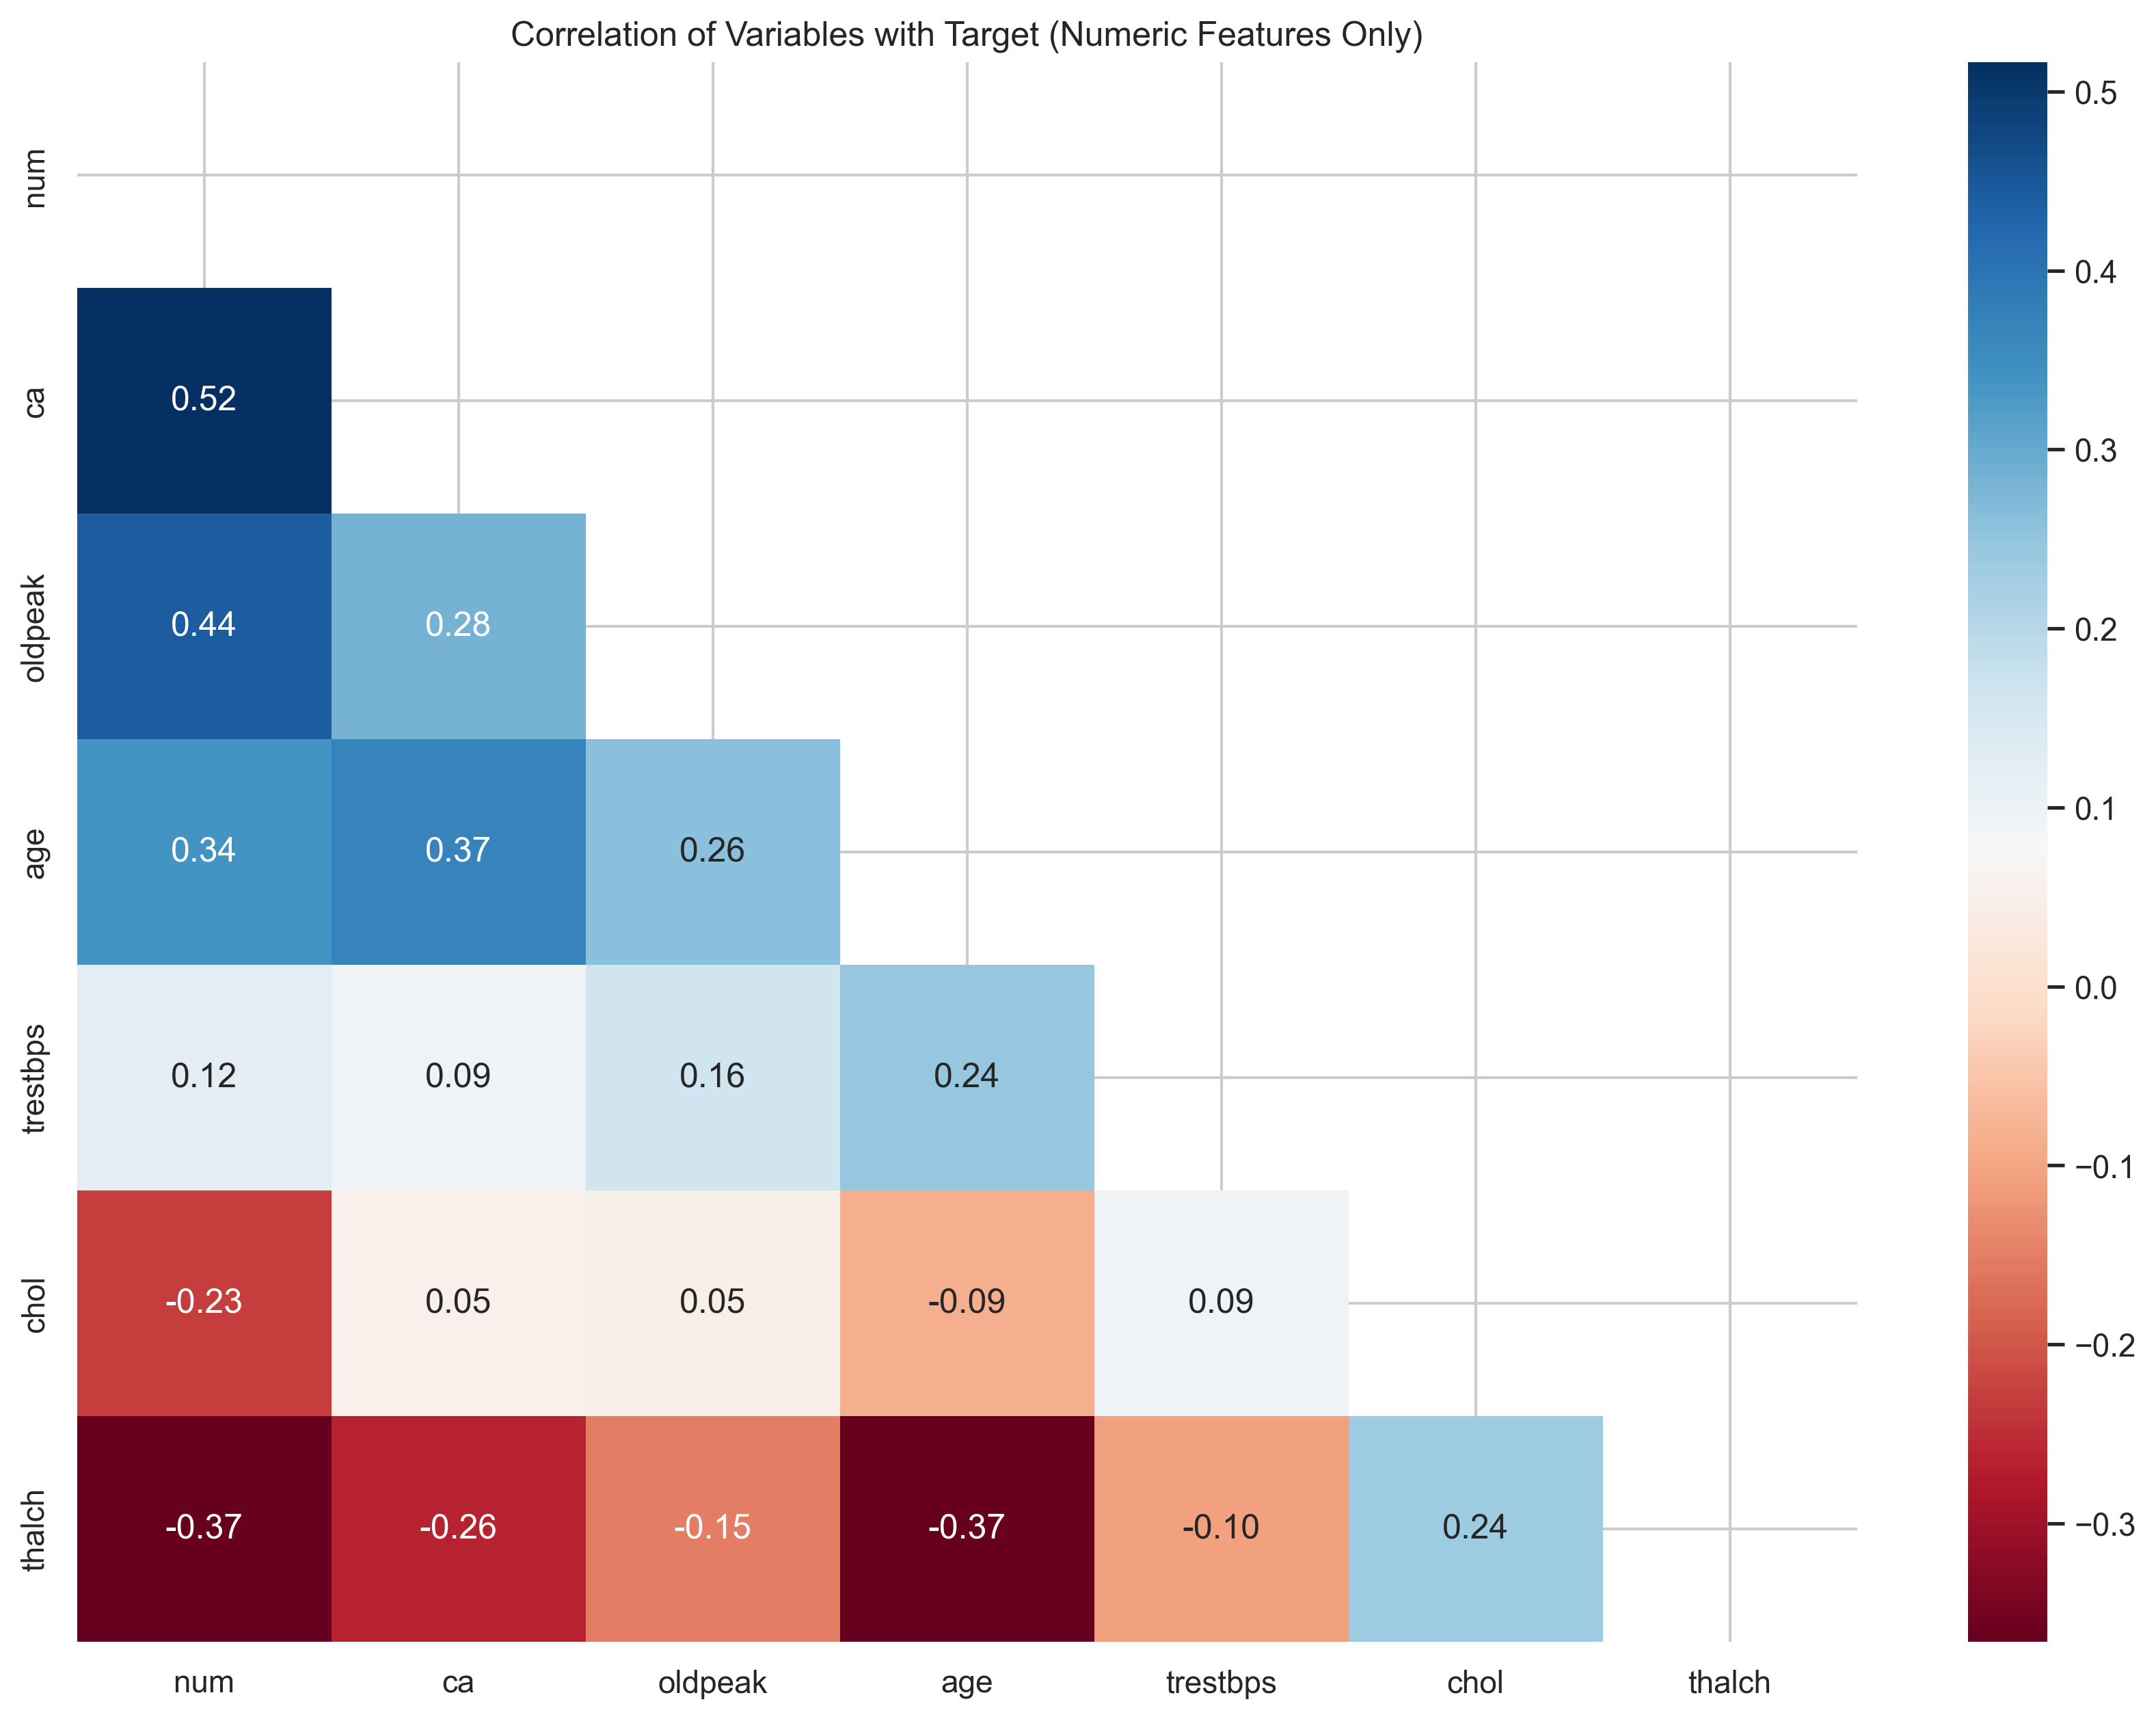 Correlation of Variables with Target (Numeric Features Only)
num
ca
0.52
oldpeak
0.44 0.28
age
0.34 0.37 0.26
trestbps
0.12 0.09 0.16 0.24
chol
-0.23 0.05 0.05 -0.09 0.09
thalch
-0.37 -0.26 -0.15 -0.37 -0.10 0.24
num ca oldpeak age trestbps chol thalch
0.5
0.4
0.3
0.2
0.1
0.0
−0.1
−0.2
−0.3